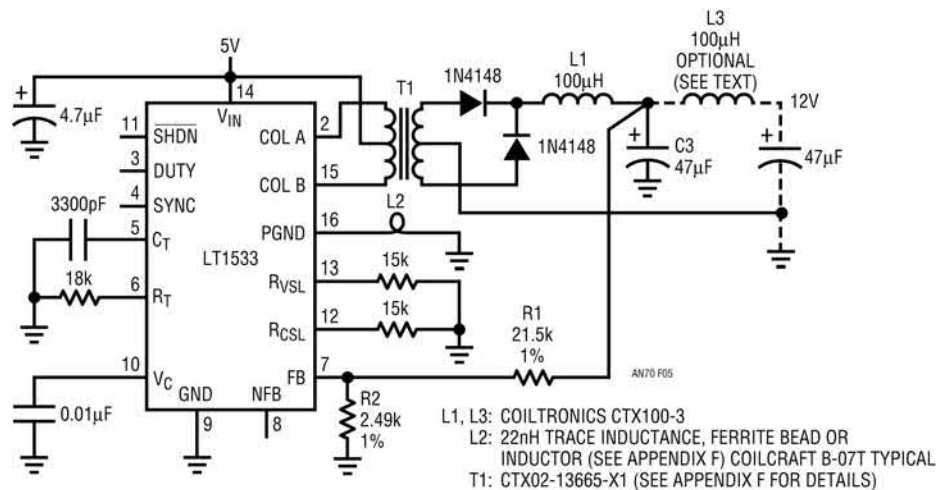 L3
100μH
OPTIONAL
(SEE TEXT)
5V
L1
100μH
1N4148
T1
12V
+
4.7μF
14
VIN
11
SHDN
COL A
2
1N4148
+
C3
47μF
+
47μF
3
DUTY
COL B
15
4
SYNC
3300pF
L2
5
CT
PGND
16
LT1533
18k
6
RT
RVSL
13
15k
RCSL
12
15k
R1
21.5k
1%
10
VC
FB
7
AN70 F05
0.01μF
GND
NFB
9
8
R2
2.49k
1%
L1, L3: COILTRONICS CTX100-3
L2: 22nH TRACE INDUCTANCE, FERRITE BEAD OR
INDUCTOR (SEE APPENDIX F) COILCRAFT B-07T TYPICAL
T1: CTX02-13665-X1 (SEE APPENDIX F FOR DETAILS)